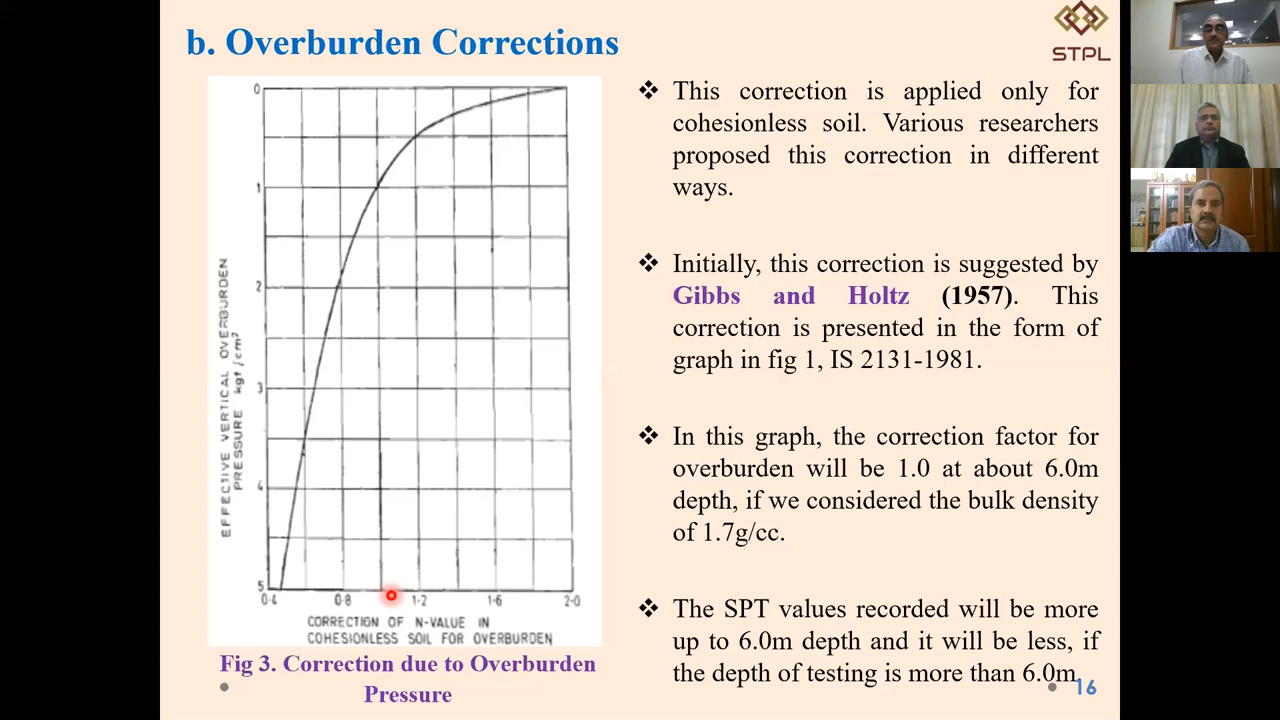 b. Overburden Corrections
STPL
0
1
2
3
4
5
0·4
0·8
1·2
1·6
2·0
EFFECTIVE VERTICAL OVERBURDEN
PRESSURE kgf/cm²
CORRECTION OF N-VALUE IN
COHESIONLESS SOIL FOR OVERBURDEN
Fig 3. Correction due to Overburden
Pressure
❖ This correction is applied only for
cohesionless soil. Various researchers
proposed this correction in different
ways.
❖ Initially, this correction is suggested by
Gibbs and Holtz (1957). This
correction is presented in the form of
graph in fig 1, IS 2131-1981.
❖ In this graph, the correction factor for
overburden will be 1.0 at about 6.0m
depth, if we considered the bulk density
of 1.7g/cc.
❖ The SPT values recorded will be more
up to 6.0m depth and it will be less, if
the depth of testing is more than 6.0m.
16